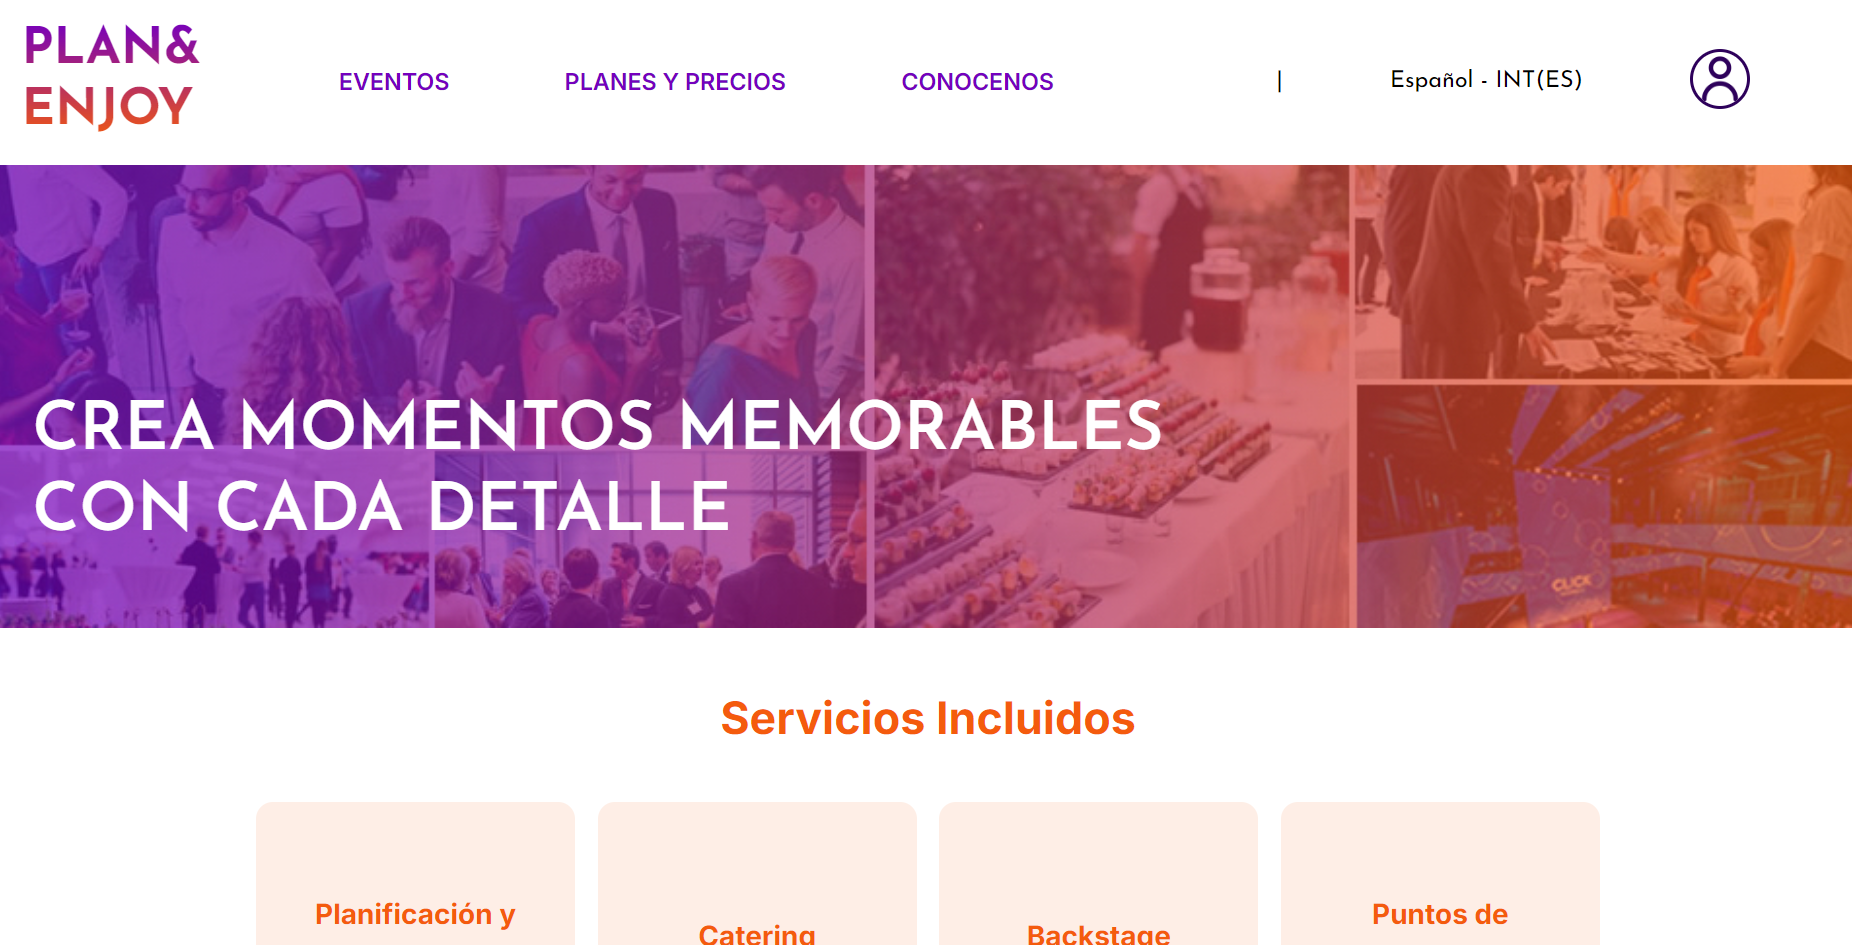 PLAN&
ENJOY
EVENTOS
PLANES Y PRECIOS
CONOCENOS
|
Español - INT(ES)
CREA MOMENTOS MEMORABLES
CON CADA DETALLE
CLICK
Servicios Incluidos
Planificación y
Catering
Backstage
Puntos de